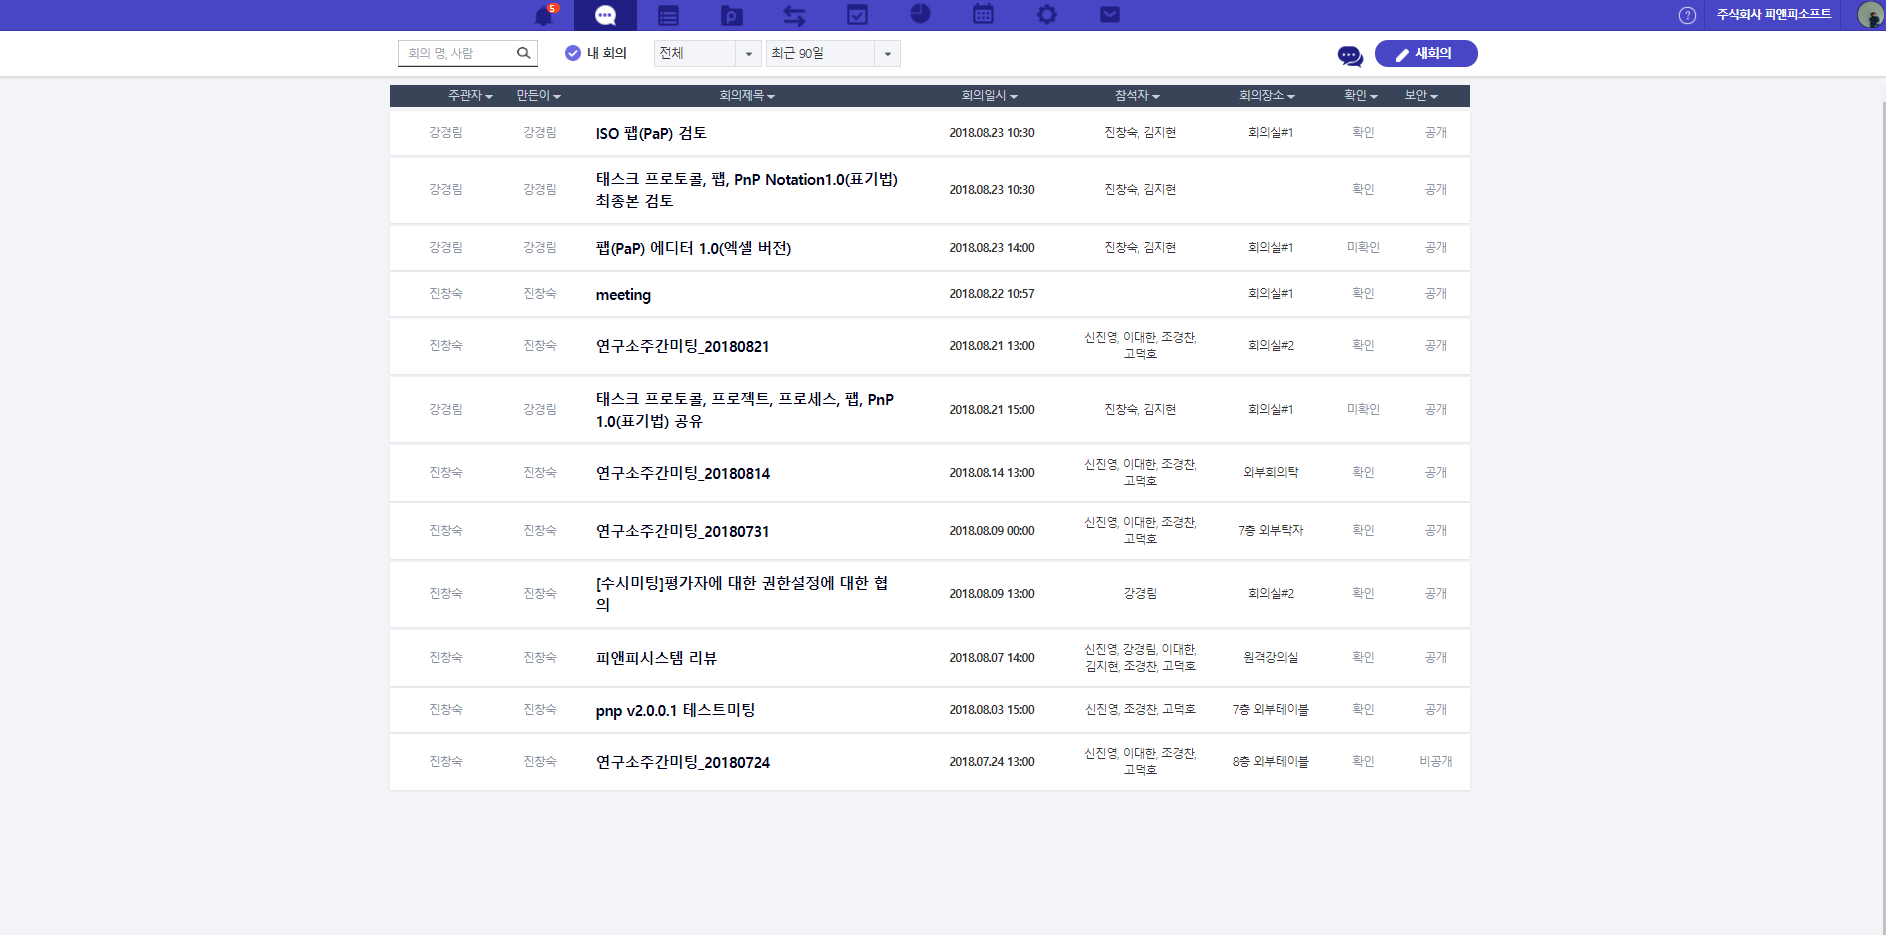 5
? 주식회사 피앤피소프트
회의 명, 사람 내 회의 전체 최근 90일 새회의
주관자 만든이 회의제목 회의일시 참석자 회의장소 확인 보안
강경림 강경림 ISO 팹(PaP) 검토 2018.08.23 10:30 진창숙, 김지현 회의실#1 확인 공개
태스크 프로토콜, 팹, PnP Notation1.0(표기법)
강경림 강경림 2018.08.23 10:30 진창숙, 김지현 확인 공개
최종본 검토
강경림 강경림 팹(PaP) 에디터 1.0(엑셀 버전) 2018.08.23 14:00 진창숙, 김지현 회의실#1 미확인 공개
진창숙 진창숙 meeting 2018.08.22 10:57 회의실#1 확인 공개
신진영, 이대한, 조경찬,
진창숙 진창숙 연구소주간미팅_20180821 2018.08.21 13:00 회의실#2 확인 공개
고덕호
태스크 프로토콜, 프로젝트, 프로세스, 팹, PnP
강경림 강경림 2018.08.21 15:00 진창숙, 김지현 회의실#1 미확인 공개
1.0(표기법) 공유
신진영, 이대한, 조경찬,
진창숙 진창숙 연구소주간미팅_20180814 2018.08.14 13:00 외부회의탁 확인 공개
고덕호
신진영, 이대한, 조경찬,
진창숙 진창숙 연구소주간미팅_20180731 2018.08.09 00:00 7층 외부탁자 확인 공개
고덕호
[수시미팅]평가자에 대한 권한설정에 대한 협
진창숙 진창숙 2018.08.09 13:00 강경림 회의실#2 확인 공개
의
신진영, 강경림, 이대한,
진창숙 진창숙 피앤피시스템 리뷰 2018.08.07 14:00 원격강의실 확인 공개
김지현, 조경찬, 고덕호
진창숙 진창숙 pnp v2.0.0.1 테스트미팅 2018.08.03 15:00 신진영, 조경찬, 고덕호 7층 외부테이블 확인 공개
신진영, 이대한, 조경찬,
진창숙 진창숙 연구소주간미팅_20180724 2018.07.24 13:00 8층 외부테이블 확인 비공개
고덕호